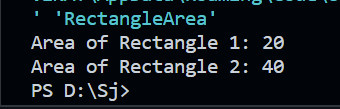 ' 'RectangleArea'
Area of Rectangle 1: 20
Area of Rectangle 2: 40
PS D:\Sj>